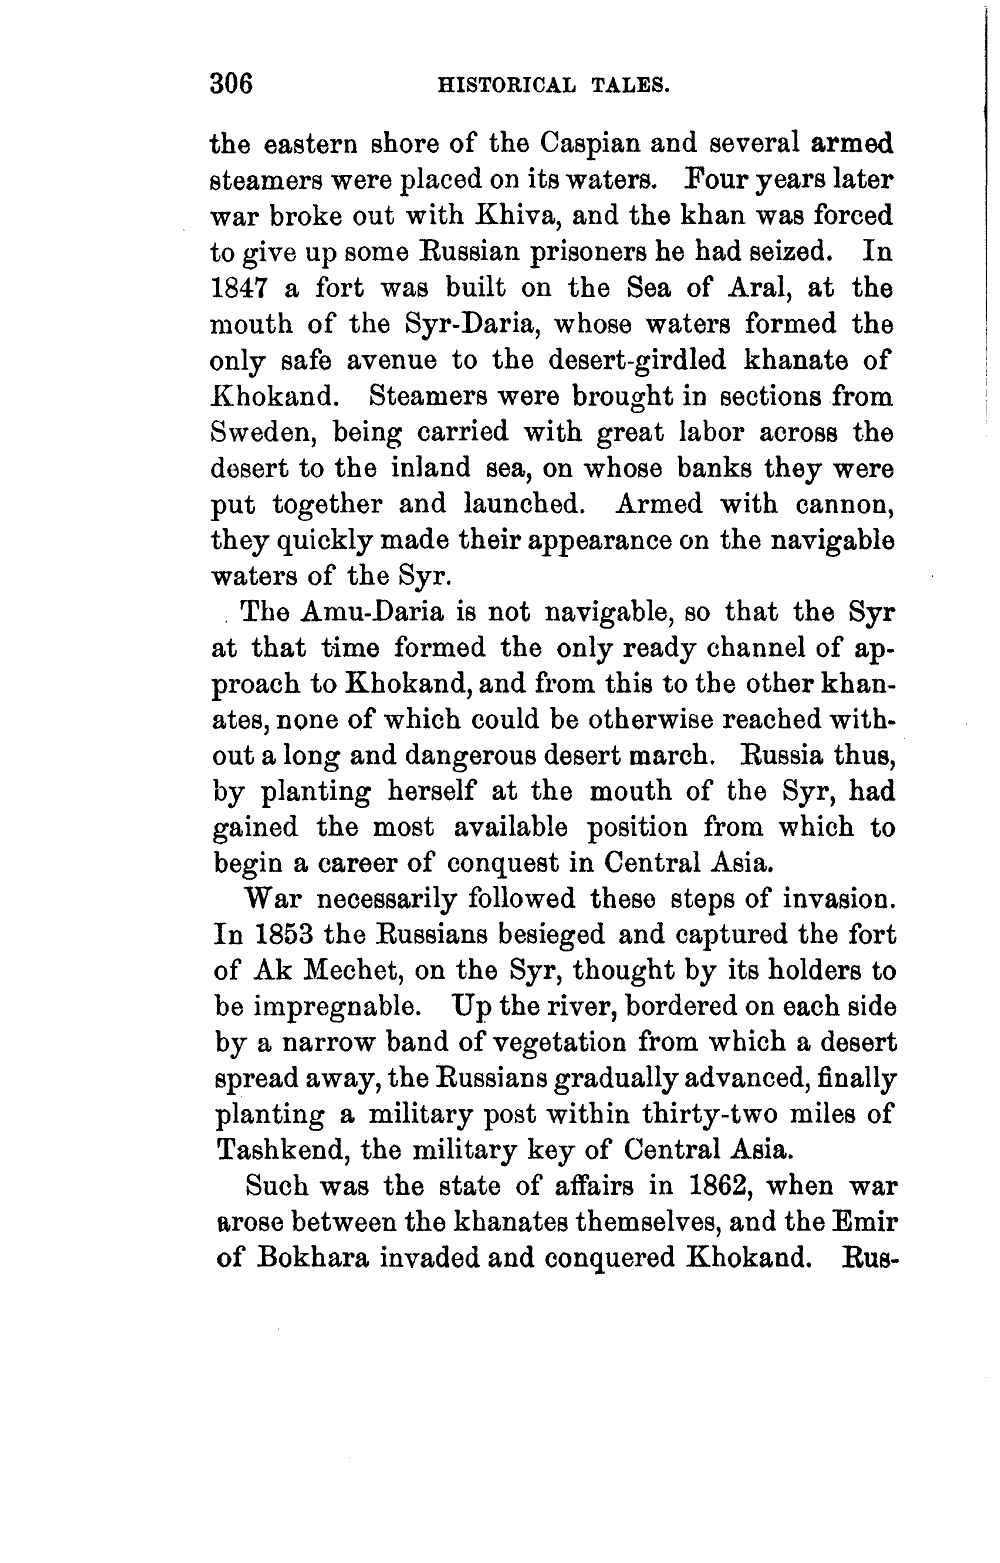 306 HISTORICAL TALES.
the eastern shore of the Caspian and several armed
steamers were placed on its waters. Four years later
war broke out with Khiva, and the khan was forced
to give up some Russian prisoners he had seized. In
1847 a fort was built on the Sea of Aral, at the
mouth of the Syr-Daria, whose waters formed the
only safe avenue to the desert-girdled khanate of
Khokand. Steamers were brought in sections from
Sweden, being carried with great labor across the
desert to the inland sea, on whose banks they were
put together and launched. Armed with cannon,
they quickly made their appearance on the navigable
waters of the Syr.
The Amu-Daria is not navigable, so that the Syr
at that time formed the only ready channel of ap-
proach to Khokand, and from this to the other khan-
ates, none of which could be otherwise reached with-
out a long and dangerous desert march. Russia thus,
by planting herself at the mouth of the Syr, had
gained the most available position from which to
begin a career of conquest in Central Asia.
War necessarily followed these steps of invasion.
In 1853 the Russians besieged and captured the fort
of Ak Mechet, on the Syr, thought by its holders to
be impregnable. Up the river, bordered on each side
by a narrow band of vegetation from which a desert
spread away, the Russians gradually advanced, finally
planting a military post within thirty-two miles of
Tashkend, the military key of Central Asia.
Such was the state of affairs in 1862, when war
arose between the khanates themselves, and the Emir
of Bokhara invaded and conquered Khokand. Rus-